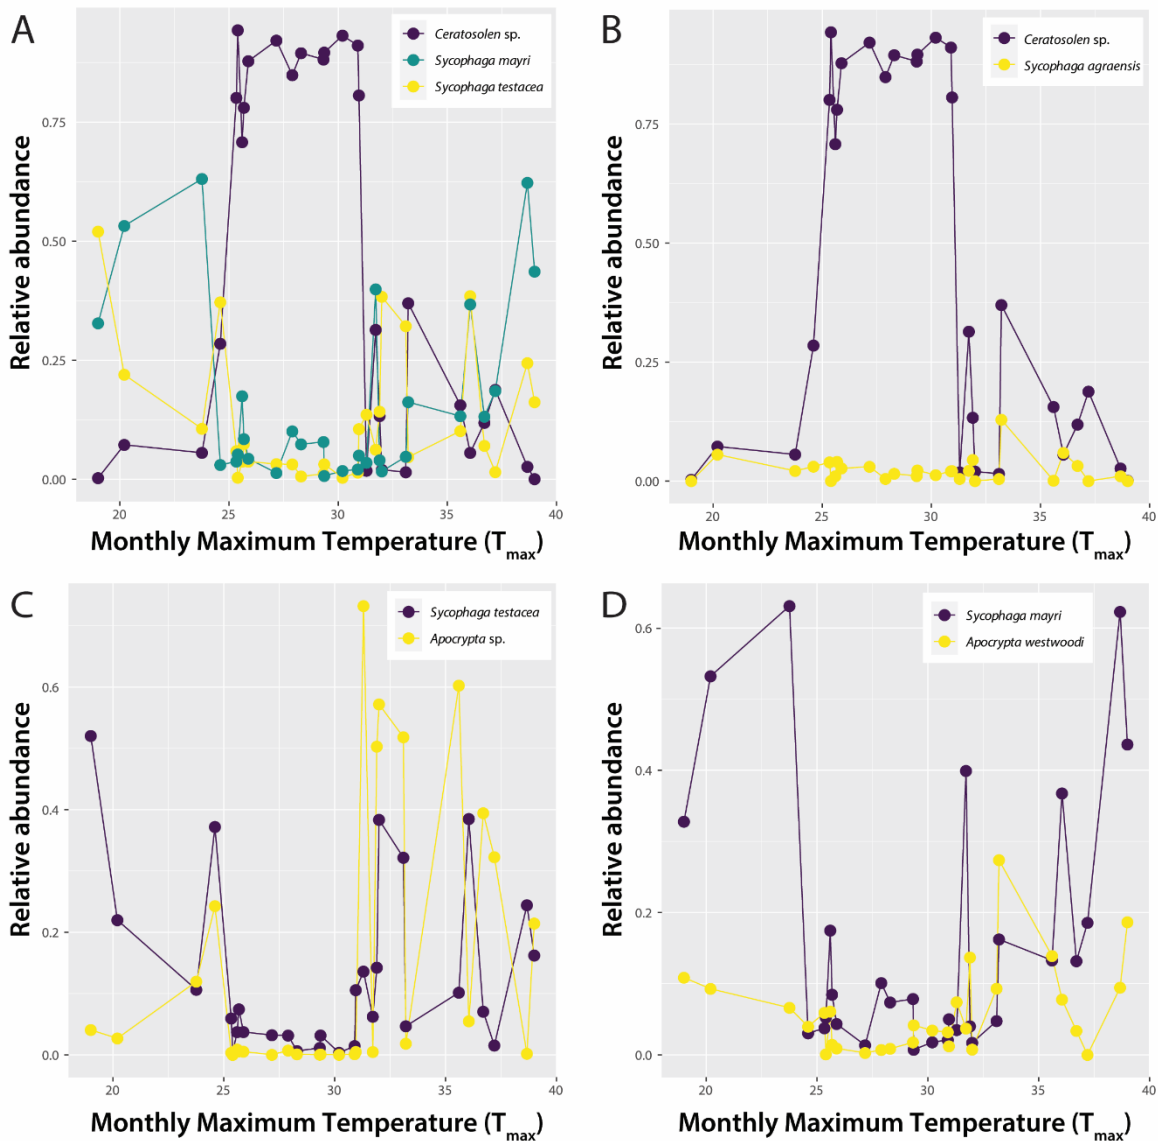 A
Ceratosolen sp.
Sycophaga mayri
Sycophaga testacea
Relative abundance
0.75
0.50
0.25
0.00
20 25 30 35 40
Monthly Maximum Temperature (Tmax)
B
Ceratosolen sp.
Sycophaga agraensis
Relative abundance
0.75
0.50
0.25
0.00
20 25 30 35 40
Monthly Maximum Temperature (Tmax)
C
Sycophaga testacea
Apocrypta sp.
Relative abundance
0.6
0.4
0.2
0.0
20 25 30 35 40
Monthly Maximum Temperature (Tmax)
D
Sycophaga mayri
Apocrypta westwoodi
Relative abundance
0.6
0.4
0.2
0.0
20 25 30 35 40
Monthly Maximum Temperature (Tmax)